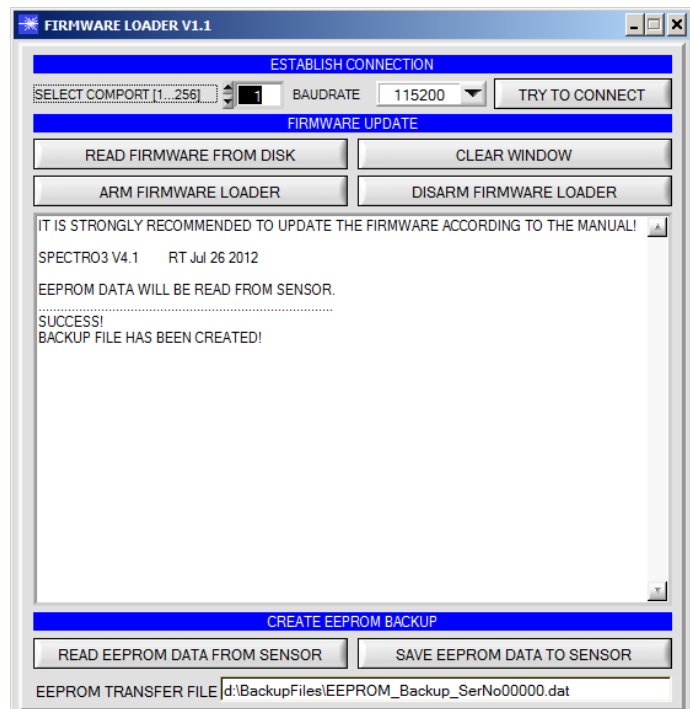 FIRMWARE LOADER V1.1
ESTABLISH CONNECTION
SELECT COMPORT [1...256] 1 BAUDRATE 115200 TRY TO CONNECT
FIRMWARE UPDATE
READ FIRMWARE FROM DISK CLEAR WINDOW
ARM FIRMWARE LOADER DISARM FIRMWARE LOADER
IT IS STRONGLY RECOMMENDED TO UPDATE THE FIRMWARE ACCORDING TO THE MANUAL!
SPECTRO3 V4.1 RT Jul 26 2012
EEPROM DATA WILL BE READ FROM SENSOR.
................................................................................
SUCCESS!
BACKUP FILE HAS BEEN CREATED!
CREATE EEPROM BACKUP
READ EEPROM DATA FROM SENSOR SAVE EEPROM DATA TO SENSOR
EEPROM TRANSFER FILE d:\BackupFiles\EEPROM_Backup_SerNo00000.dat